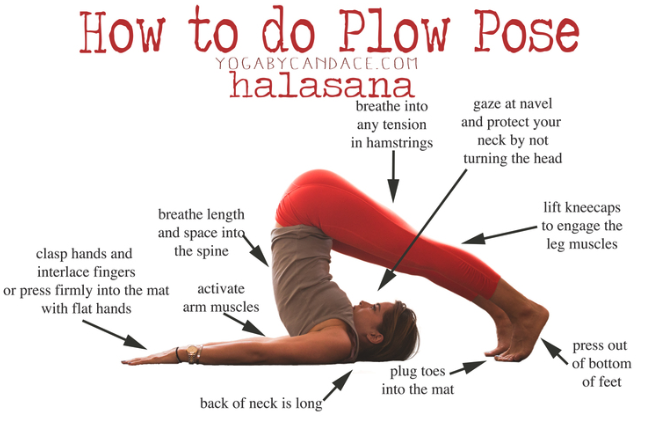 How to do Plow Pose
YOGABYCANDACE.COM
halasana
breathe into
any tension
in hamstrings
gaze at navel
and protect your
neck by not
turning the head
lift kneecaps
to engage the
leg muscles
breathe length
and space into
the spine
clasp hands and
interlace fingers
or press firmly into the mat
with flat hands
activate
arm muscles
press out
of bottom
of feet
plug toes
into the mat
back of neck is long